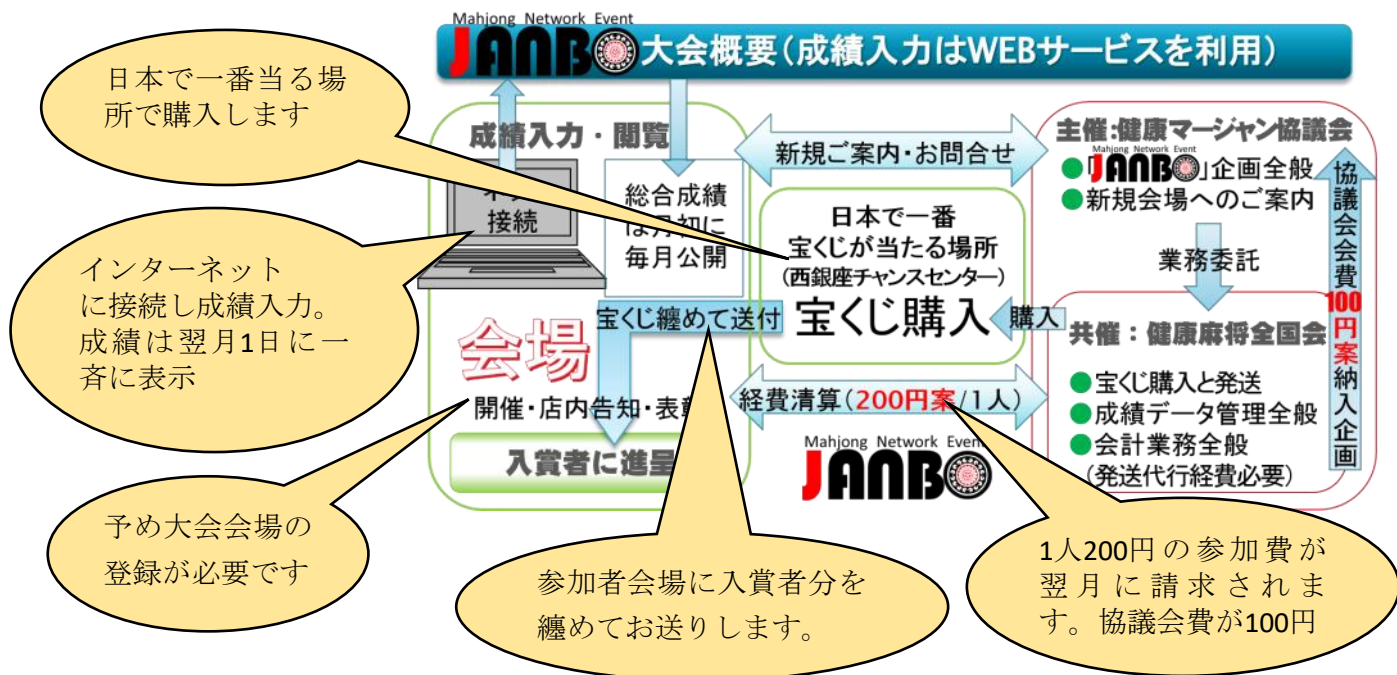 Mahjong Network Event
JANBO 大会概要(成績入力はWEBサービスを利用)
日本で一番当る場
所で購入します
成績入力・閲覧
接続
総合成績
は月初に
毎月公開
新規ご案内・お問合せ
主催:健康マージャン協議会
Mahjong Network Event
●「JANBO」企画全般
●新規会場へのご案内
業務委託
協議会会費100円案納入企画
日本で一番
宝くじが当たる場所
(西銀座チャンスセンター)
宝くじ購入
購入
インターネット
に接続し成績入力。
成績は翌月1日に一
斉に表示
宝くじ纏めて送付
会場
開催・店内告知・表彰
入賞者に進呈
経費清算(200円案/1人)
Mahjong Network Event
JANBO
共催:健康麻将全国会
●宝くじ購入と発送
●成績データ管理全般
●会計業務全般
(発送代行経費必要)
予め大会会場の
登録が必要です
参加者会場に入賞者分を
纏めてお送りします。
1人200円の参加費が
翌月に請求されま
す。協議会費が100円